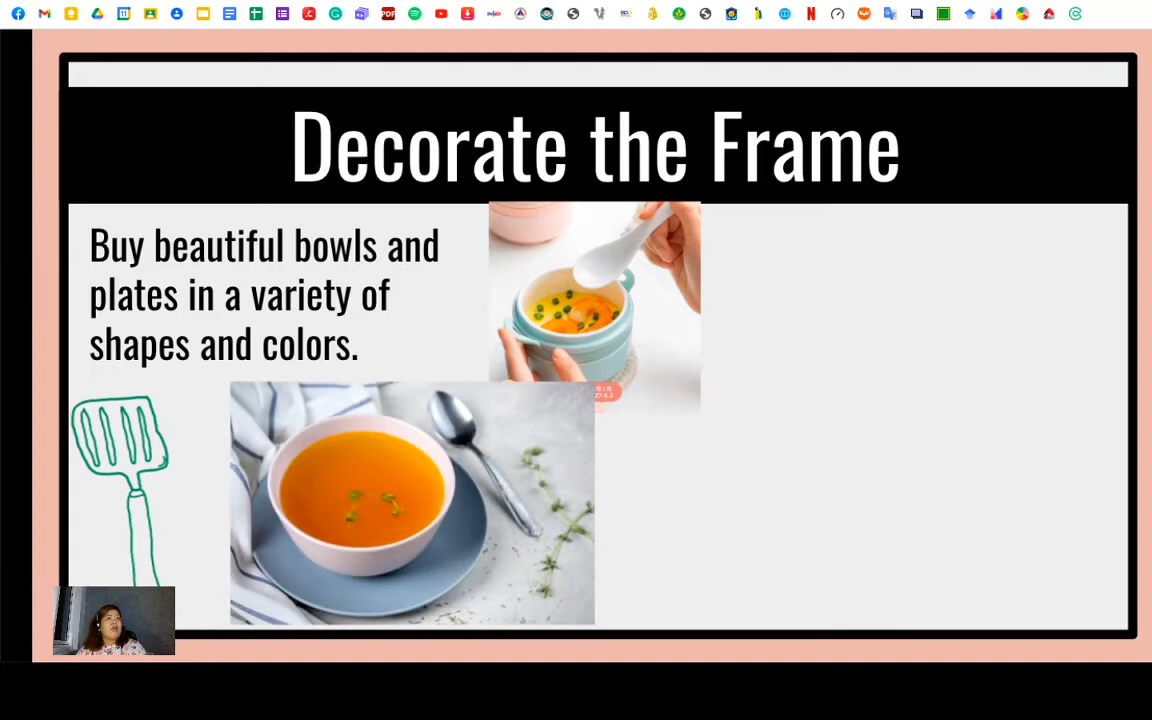 Decorate the Frame
Buy beautiful bowls and
plates in a variety of
shapes and colors.